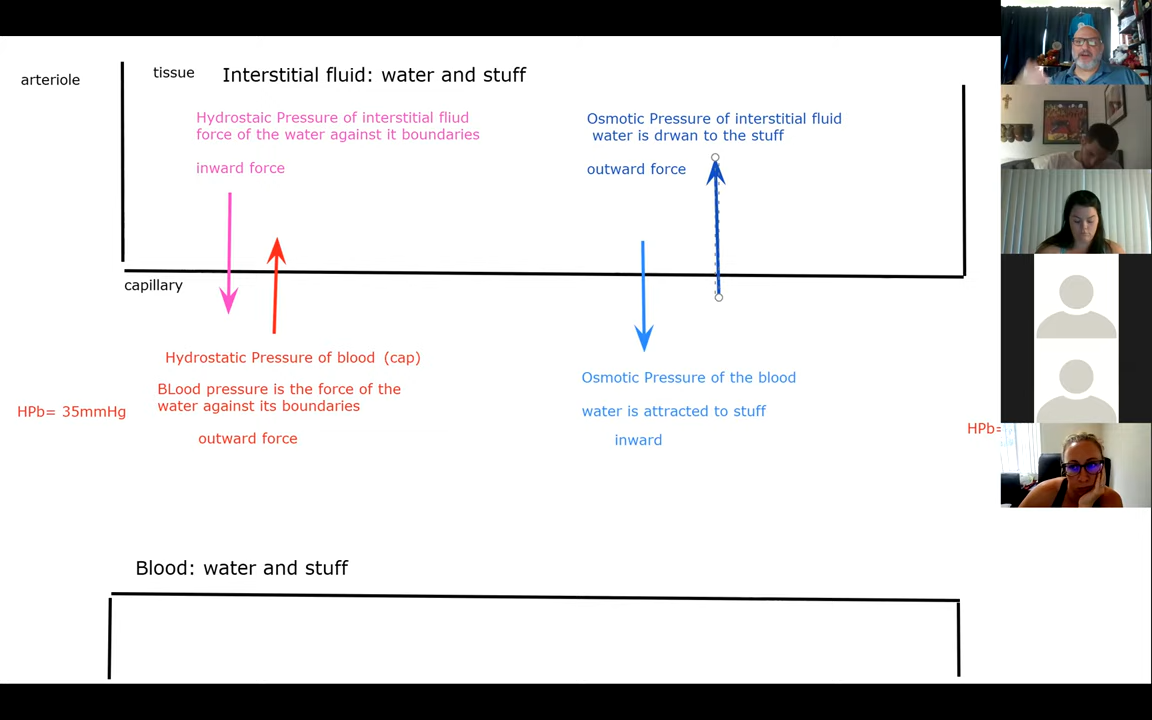 arteriole
tissue
Interstitial fluid: water and stuff
Hydrostaic Pressure of interstitial fliud
force of the water against it boundaries
inward force
Osmotic Pressure of interstitial fluid
water is drwan to the stuff
outward force
capillary
Hydrostatic Pressure of blood (cap)
BLood pressure is the force of the
water against its boundaries
outward force
HPb= 35mmHg
Osmotic Pressure of the blood
water is attracted to stuff
inward
HPb=
Blood: water and stuff